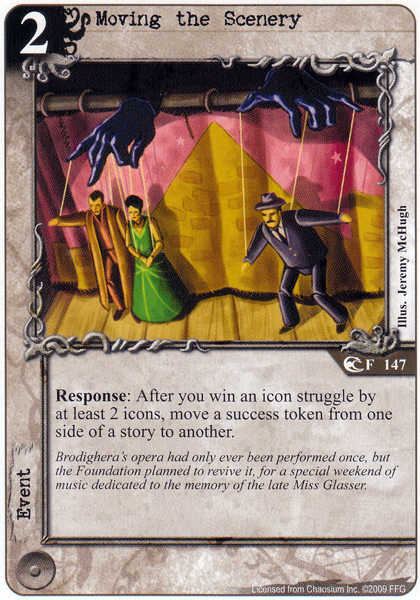 2
Moving the Scenery
Illus. Jeremy McHugh
F 147
Response: After you win an icon struggle by
at least 2 icons, move a success token from one
side of a story to another.
Brodighera's opera had only ever been performed once, but
the Foundation planned to revive it, for a special weekend of
music dedicated to the memory of the late Miss Glasser.
Event
Licensed from Chaosium Inc. ©2009 FFG